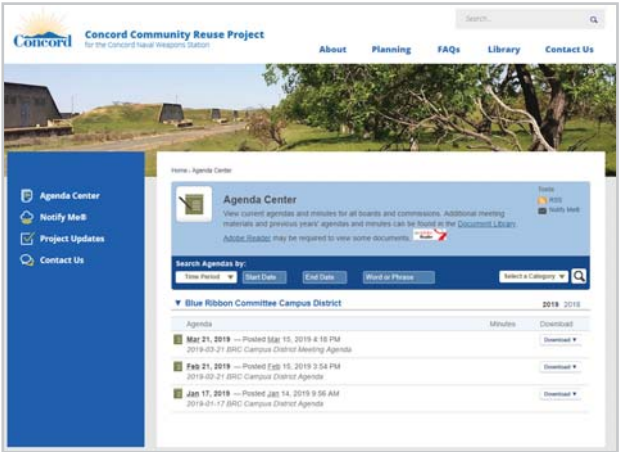 Search...
Concord
Concord Community Reuse Project
for the Concord Naval Weapons Station
About Planning FAQs Library Contact Us
Agenda Center
Notify Me®
Project Updates
Contact Us
Home › Agenda Center
Agenda Center
View current agendas and minutes for all boards and commissions. Additional meeting
materials and previous years' agendas and minutes can be found in the Document Library.
Adobe Reader may be required to view some documents.
Tools
RSS
Notify Me®
Search Agendas by:
Time Period Start Date End Date Word or Phrase Select a Category
▼ Blue Ribbon Committee Campus District 2019 2018
Agenda Minutes Download
Mar 21, 2019 — Posted Mar 15, 2019 4:18 PM Download ▼
2019-03-21 BRC Campus District Meeting Agenda
Feb 21, 2019 — Posted Feb 15, 2019 3:54 PM Download ▼
2019-02-21 BRC Campus District Agenda
Jan 17, 2019 — Posted Jan 14, 2019 9:56 AM Download ▼
2019-01-17 BRC Campus District Agenda